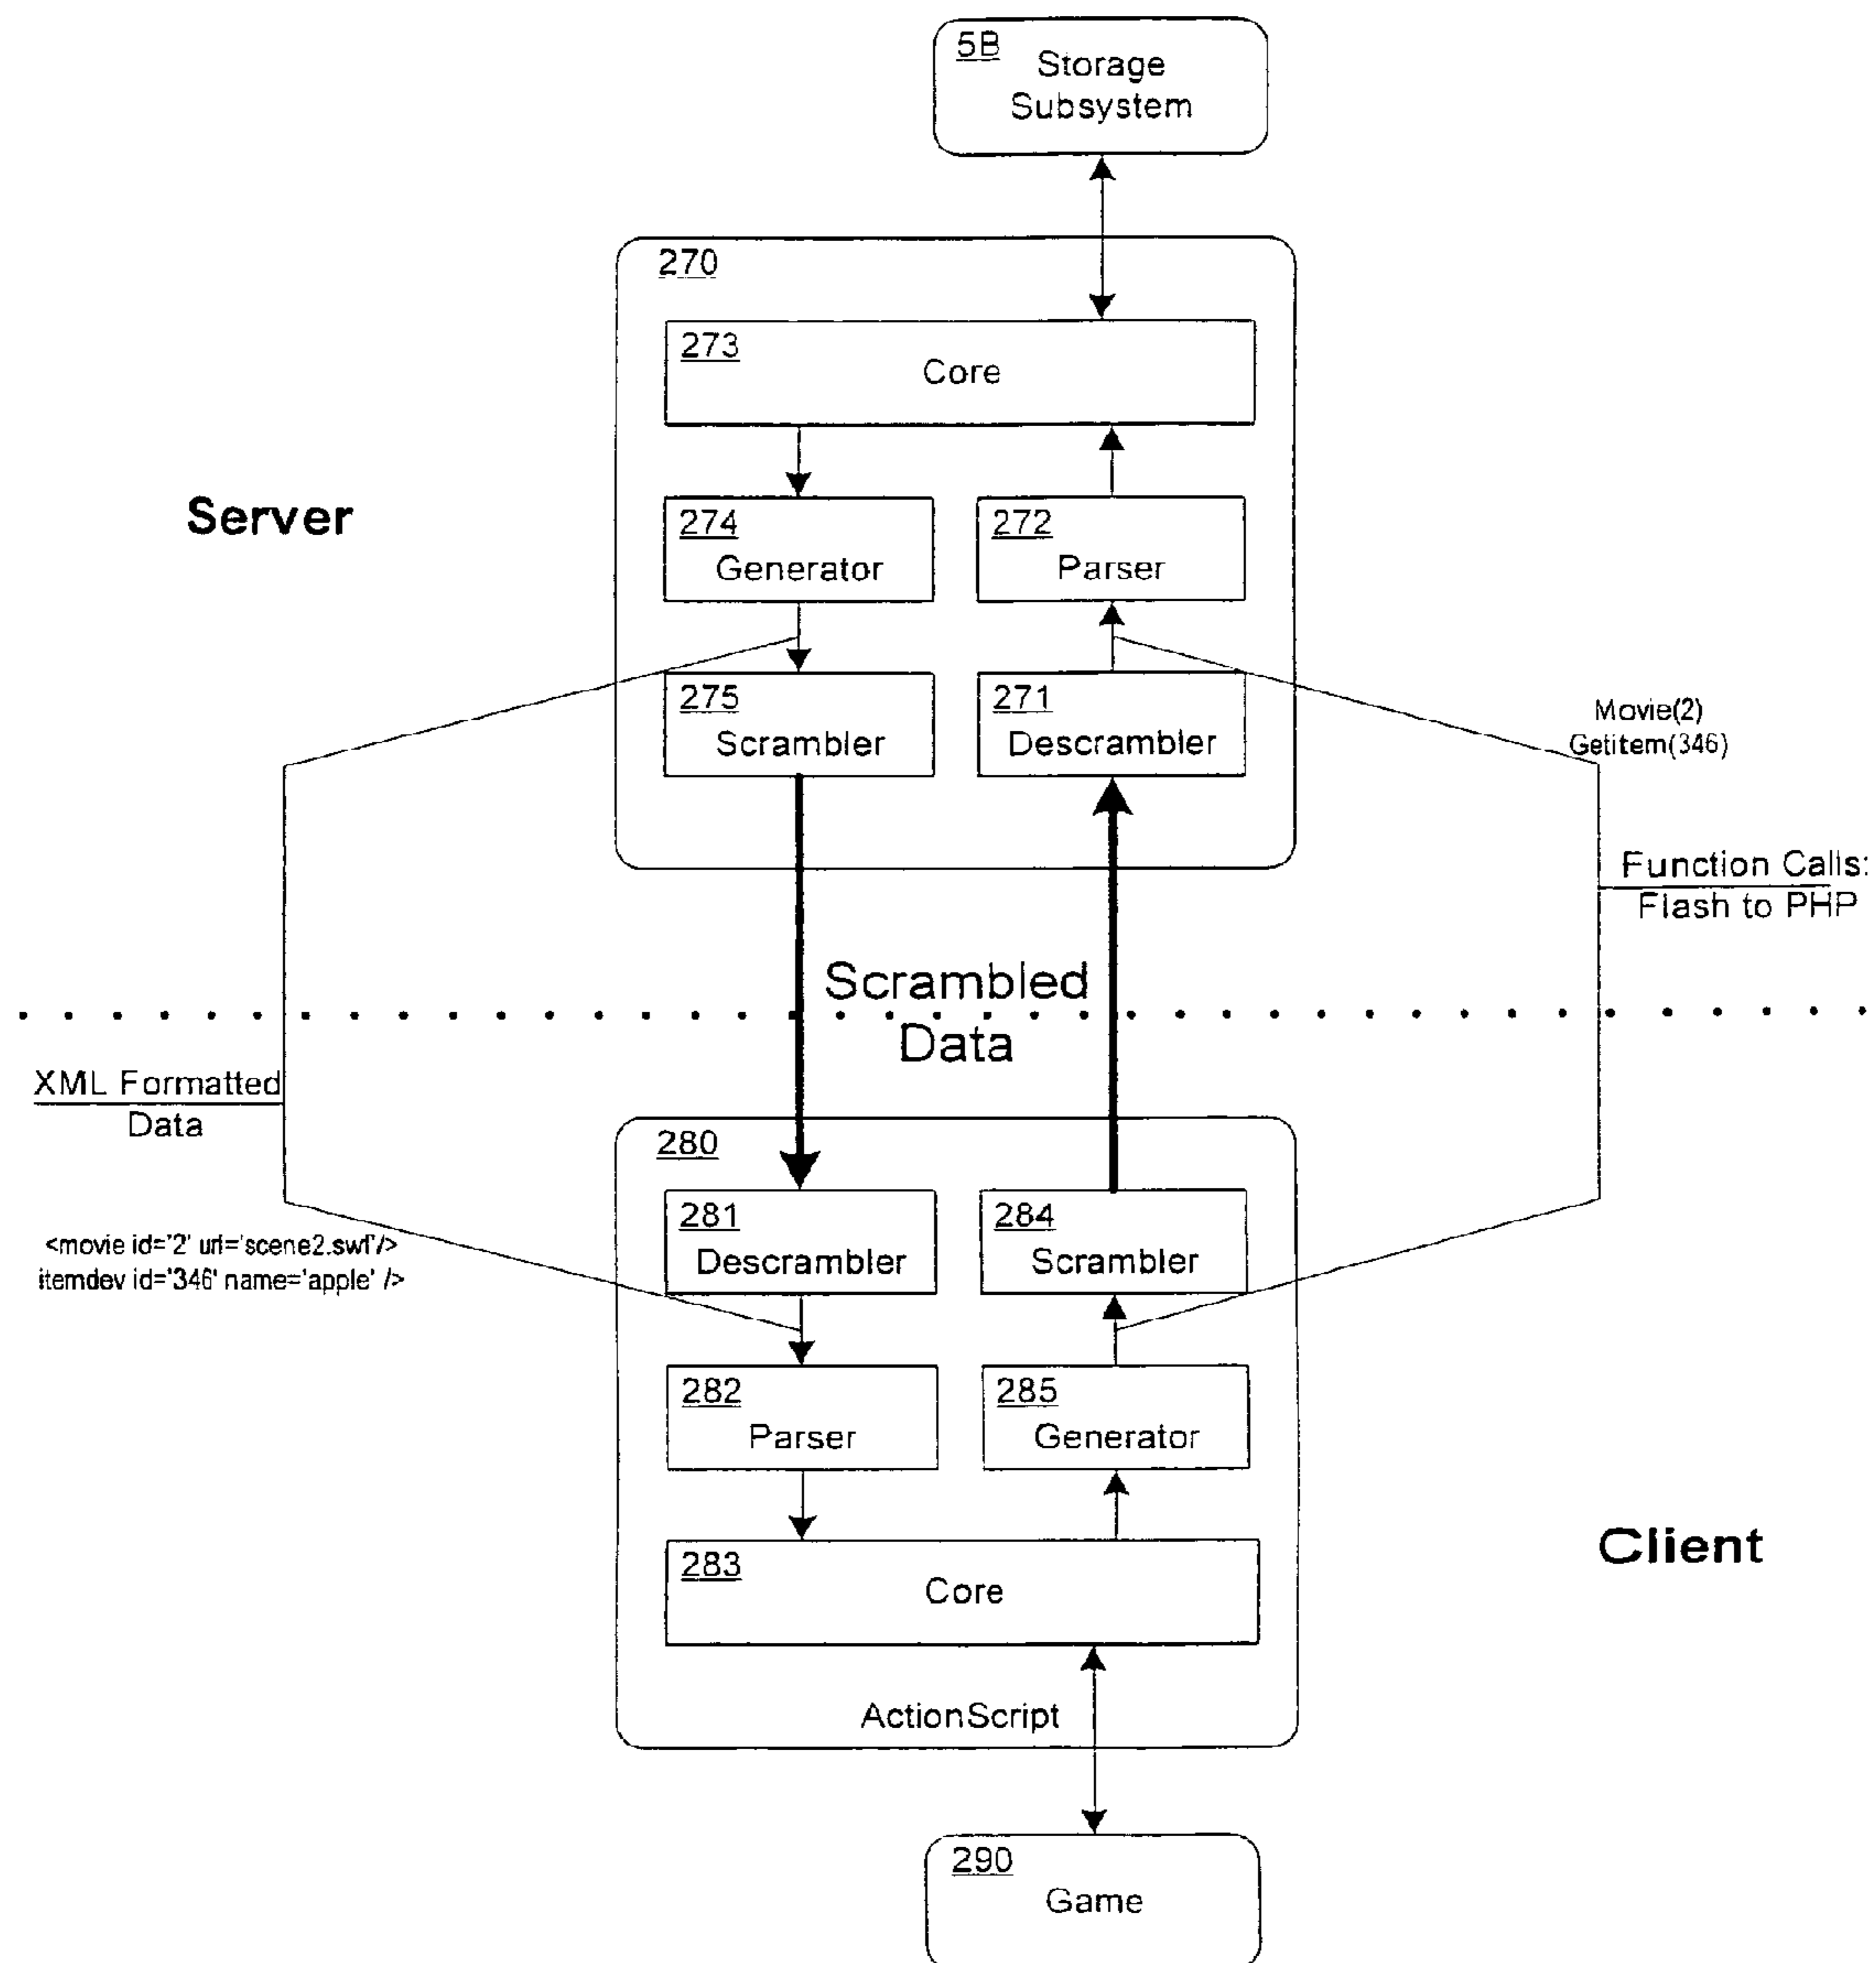 5B
Storage
Subsystem
270
273
Core
Server
274
Generator
272
Parser
275
Scrambler
271
Descrambler
Movie(2)
Getitem(346)
Function Calls:
Flash to PHP
Scrambled
Data
XML Formatted
Data
<movie id='2' url='scene2.swf'/>
itemdev id='346' name='apple' />
280
281
Descrambler
284
Scrambler
282
Parser
285
Generator
283
Core
Client
ActionScript
290
Game